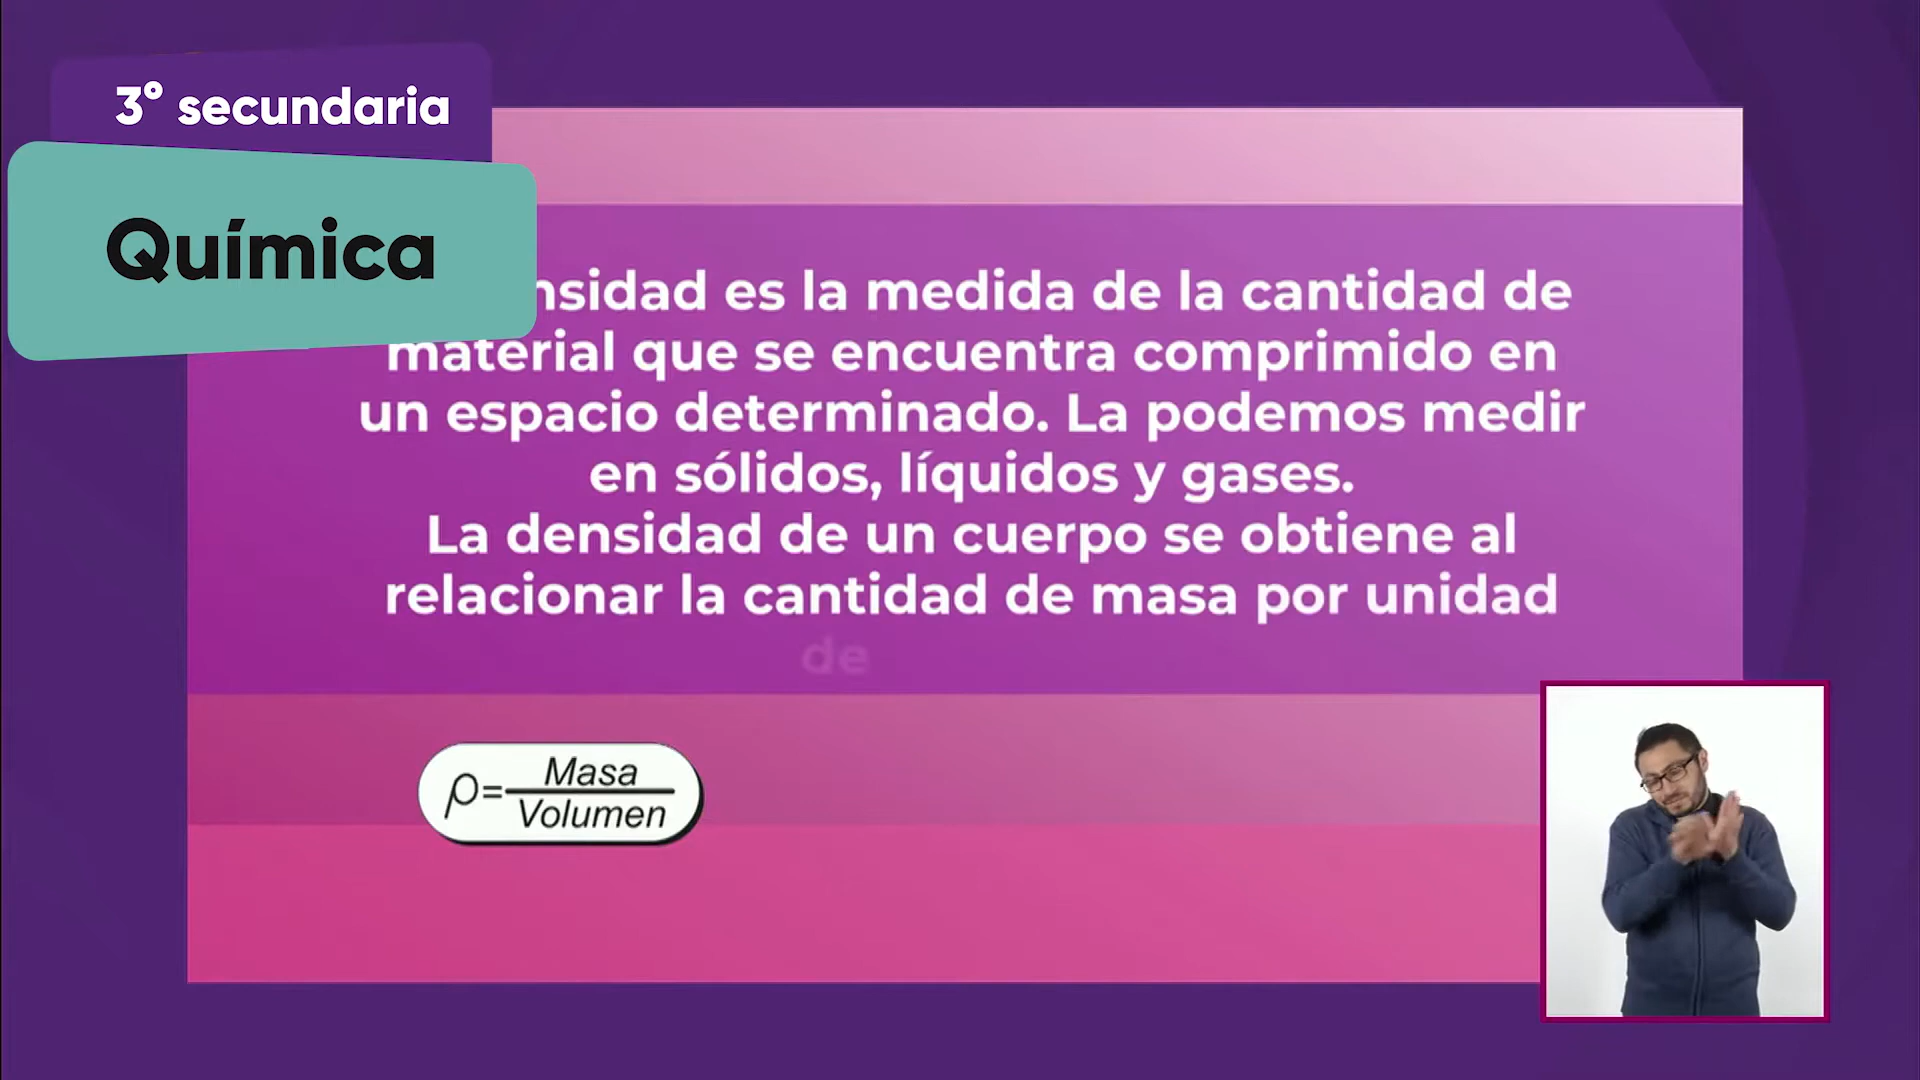 3° secundaria
Química
nsidad es la medida de la cantidad de
material que se encuentra comprimido en
un espacio determinado. La podemos medir
en sólidos, líquidos y gases.
La densidad de un cuerpo se obtiene al
relacionar la cantidad de masa por unidad
de
ρ=Masa
Volumen